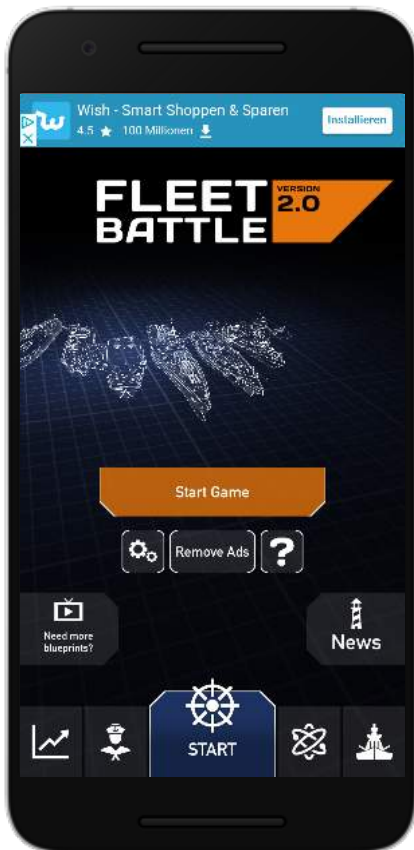 Wish - Smart Shoppen & Sparen
4.5 ★ 100 Millionen
Installieren
FLEET
BATTLE
VERSION
2.0
Start Game
Remove Ads
?
Need more
blueprints?
News
START